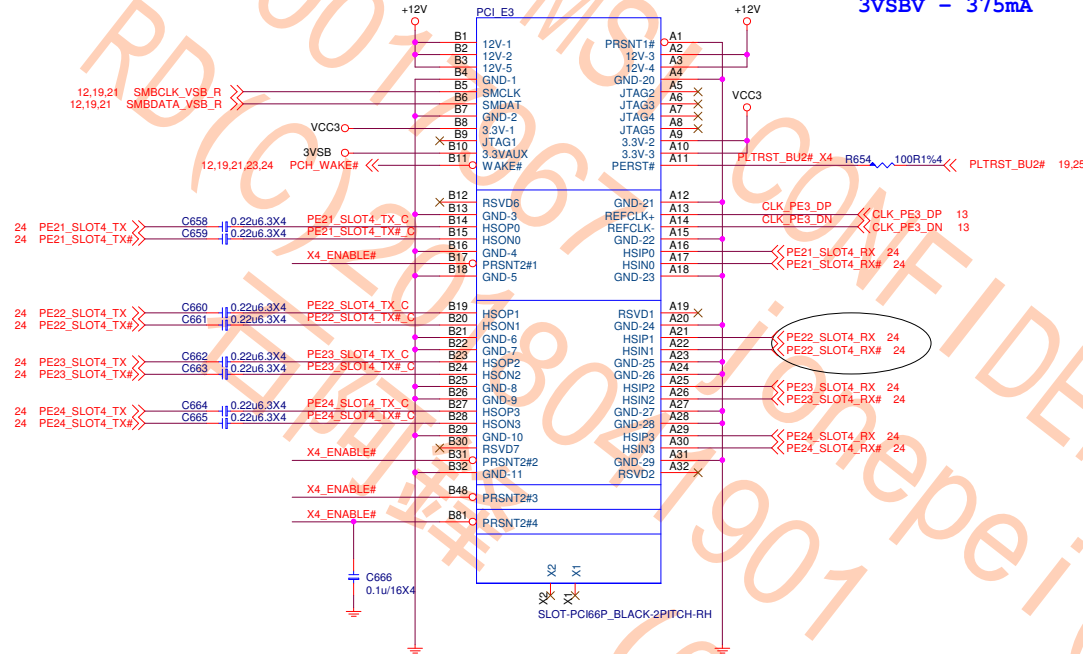 3VSBV - 375mA
+12V
PCI_E3
+12V
B1 12V-1 PRSNT1# A1
B2 12V-2 12V-3 A2
B3 12V-5 12V-4 A3
B4 GND-1 GND-20 A4
12,19,21 SMBCLK_VSB_R B5 SMCLK JTAG2 A5
12,19,21 SMBDATA_VSB_R B6 SMDAT JTAG3 A6
B7 GND-2 JTAG4 A7
VCC3 B8 3.3V-1 JTAG5 A8
VCC3
B9 JTAG1 3.3V-2 A9
3VSB B10 3.3VAUX 3.3V-3 A10
12,19,21,23,24 PCH_WAKE# B11 WAKE# PERST# A11 PLTRST_BU2#_X4 R654 100R1%4 PLTRST_BU2# 19,25
B12 RSVD6 GND-21 A12
B13 GND-3 REFCLK+ A13 CLK_PE3_DP CLK_PE3_DP 13
24 PE21_SLOT4_TX C658 0.22u6.3X4 PE21_SLOT4_TX_C B14 HSOP0 REFCLK- A14 CLK_PE3_DN CLK_PE3_DN 13
24 PE21_SLOT4_TX# C659 0.22u6.3X4 PE21_SLOT4_TX#_C B15 HSON0 GND-22 A15
B16 GND-4 HSIP0 A16 PE21_SLOT4_RX 24
X4_ENABLE# B17 PRSNT2#1 HSIN0 A17 PE21_SLOT4_RX# 24
B18 GND-5 GND-23 A18
24 PE22_SLOT4_TX C660 0.22u6.3X4 PE22_SLOT4_TX_C B19 HSOP1 RSVD1 A19
24 PE22_SLOT4_TX# C661 0.22u6.3X4 PE22_SLOT4_TX#_C B20 HSON1 GND-24 A20
B21 GND-6 HSIP1 A21 PE22_SLOT4_RX 24
B22 GND-7 HSIN1 A22 PE22_SLOT4_RX# 24
24 PE23_SLOT4_TX C662 0.22u6.3X4 PE23_SLOT4_TX_C B23 HSOP2 GND-25 A23
24 PE23_SLOT4_TX# C663 0.22u6.3X4 PE23_SLOT4_TX#_C B24 HSON2 GND-26 A24
B25 GND-8 HSIP2 A25 PE23_SLOT4_RX 24
B26 GND-9 HSIN2 A26 PE23_SLOT4_RX# 24
24 PE24_SLOT4_TX C664 0.22u6.3X4 PE24_SLOT4_TX_C B27 HSOP3 GND-27 A27
24 PE24_SLOT4_TX# C665 0.22u6.3X4 PE24_SLOT4_TX#_C B28 HSON3 GND-28 A28
B29 GND-10 HSIP3 A29 PE24_SLOT4_RX 24
B30 RSVD7 HSIN3 A30 PE24_SLOT4_RX# 24
X4_ENABLE# B31 PRSNT2#2 GND-29 A31
B32 GND-11 RSVD2 A32
X4_ENABLE# B48 PRSNT2#3
X4_ENABLE# B81 PRSNT2#4
C666
0.1u/16X4
X2 X1
X2 X1
SLOT-PCI66P_BLACK-2PITCH-RH
MSI
CONFIDE
jonepei
RD(C)201804191901